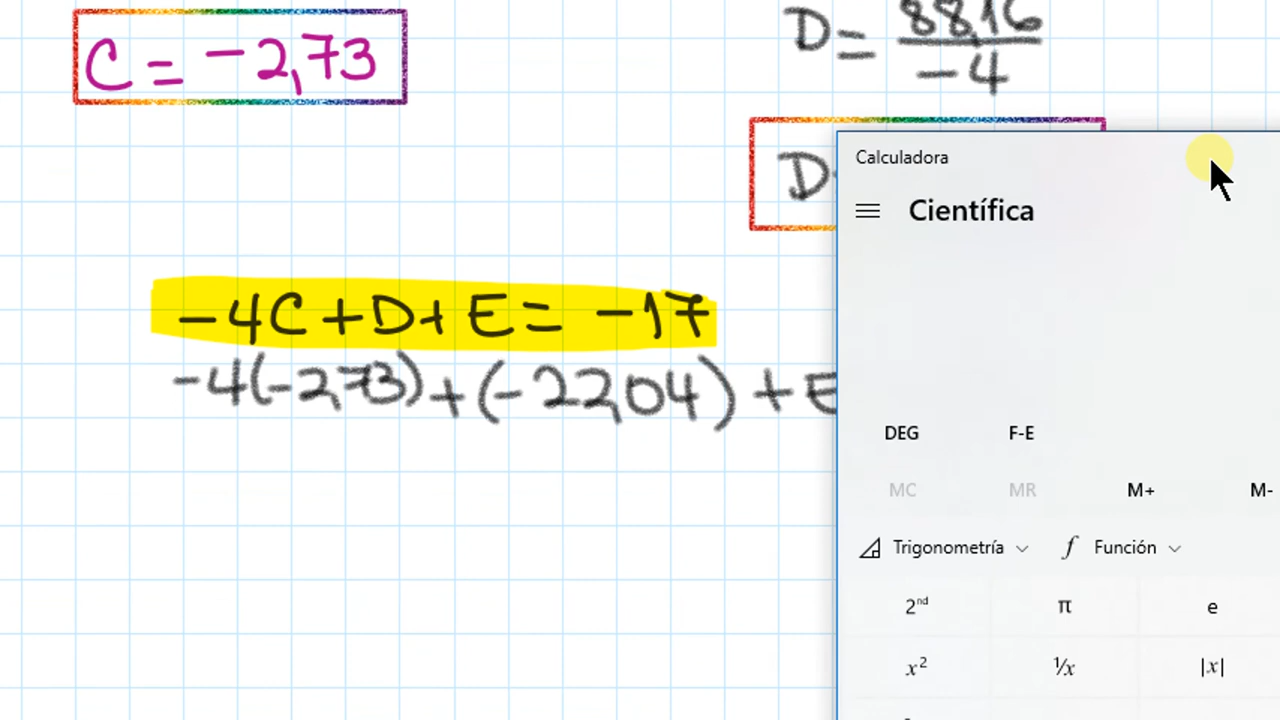 C = -2,73
D = 88,16
-4
D
-4C + D + E = -17
-4(-2,73) + (-22,04) + E
Calculadora
Científica
DEG F-E
MC MR M+ M-
Trigonometría f Función
2ⁿᵈ π e
x² ¹/x |x|